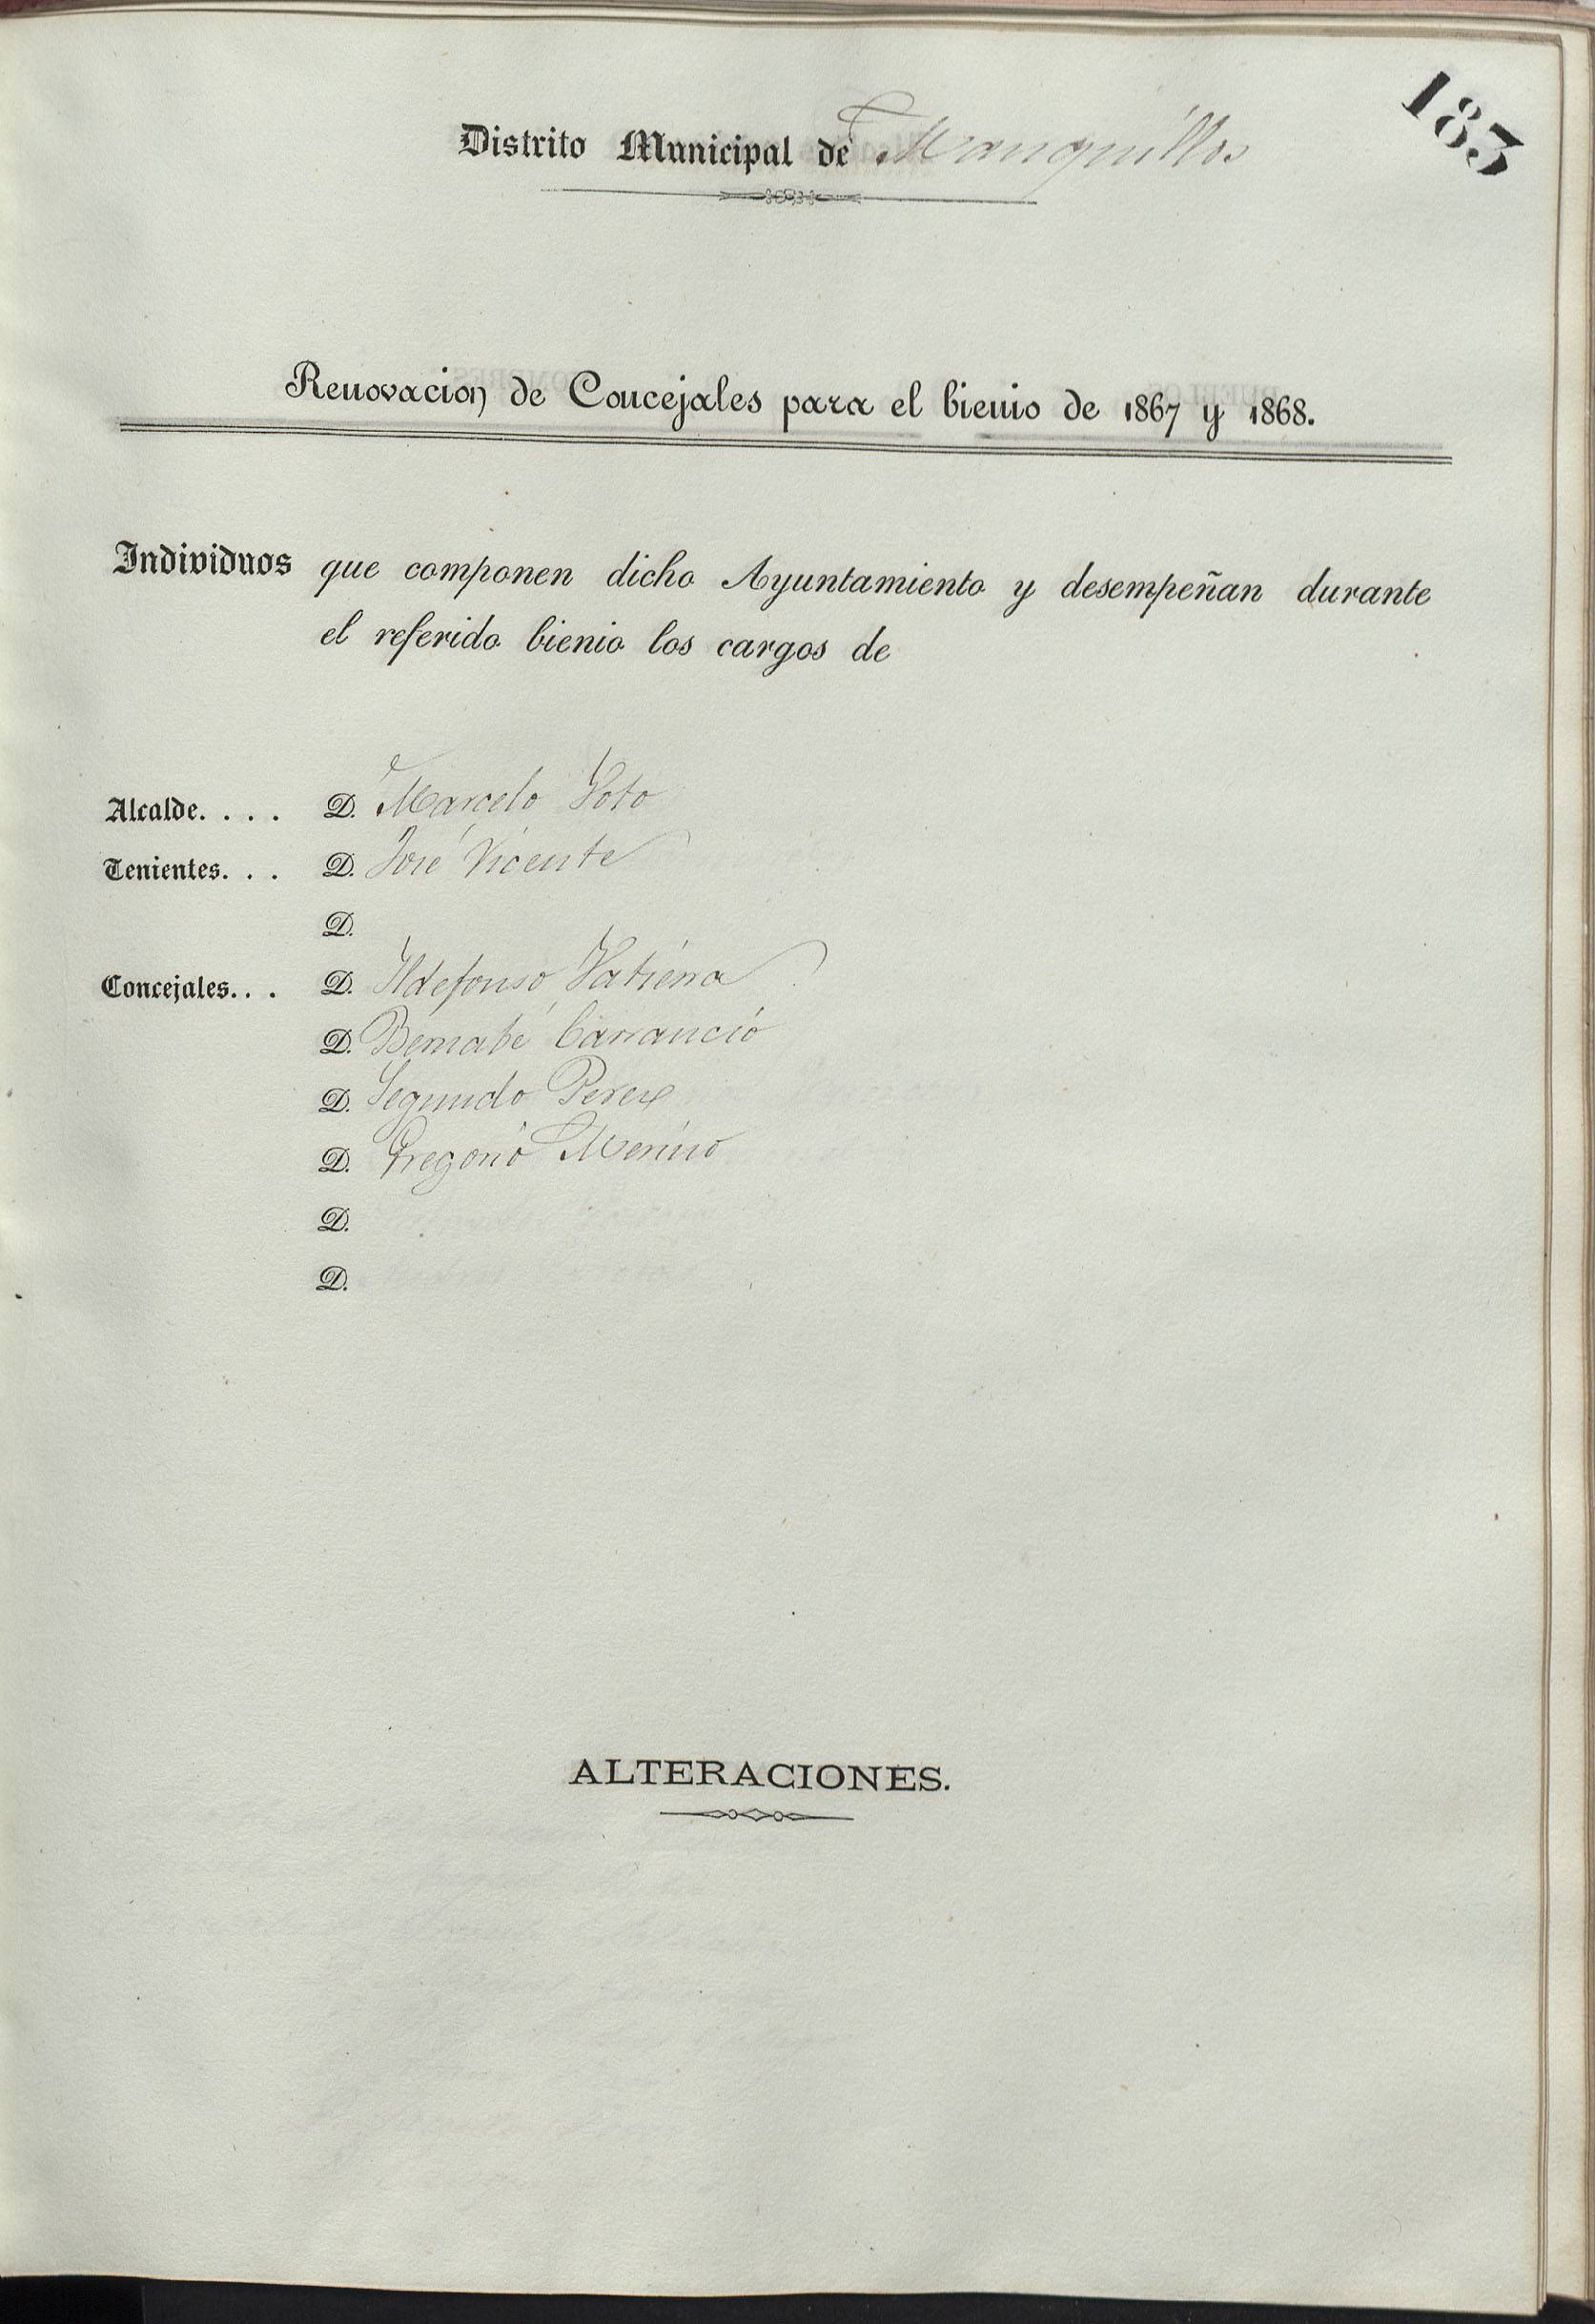 183
Distrito Municipal de Manquillos
Renovacion de Concejales para el bienio de 1867 y 1868.
Individuos que componen dicho Ayuntamiento y desempeñan durante
el referido bienio los cargos de
Alcalde. . . . D. Marcelo Soto
Tenientes. . . D. José Vicente
D.
Concejales. . . D. Ildefonso Satierra
D. Bernabé Carrancio
D. Segundo Perez
D. Gregorio Merino
D.
D.
ALTERACIONES.